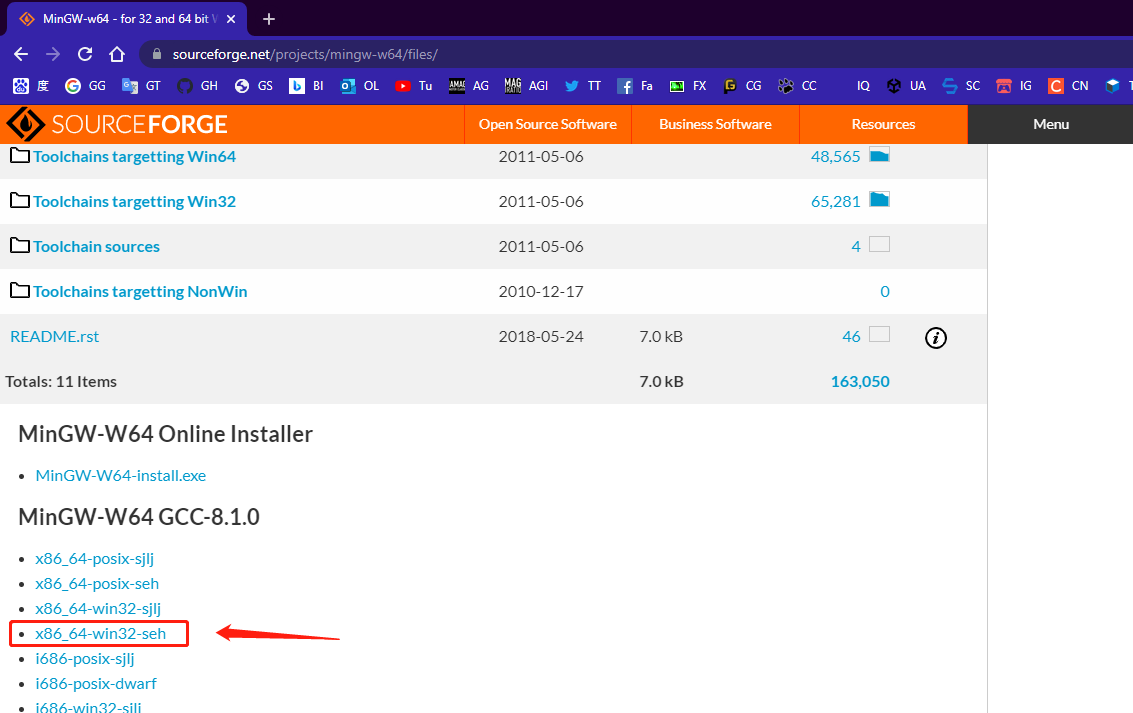 MinGW-w64 - for 32 and 64 bit
sourceforge.net/projects/mingw-w64/files/
度 GG GT GH GS BI OL Tu AG AGI TT Fa FX CG CC IQ UA SC IG CN
SOURCEFORGE Open Source Software Business Software Resources Menu
Toolchains targetting Win64 2011-05-06 48,565
Toolchains targetting Win32 2011-05-06 65,281
Toolchain sources 2011-05-06 4
Toolchains targetting NonWin 2010-12-17 0
README.rst 2018-05-24 7.0 kB 46
Totals: 11 Items 7.0 kB 163,050
MinGW-W64 Online Installer
MinGW-W64-install.exe
MinGW-W64 GCC-8.1.0
x86_64-posix-sjlj
x86_64-posix-seh
x86_64-win32-sjlj
x86_64-win32-seh
i686-posix-sjlj
i686-posix-dwarf
i686-win32-sjlj